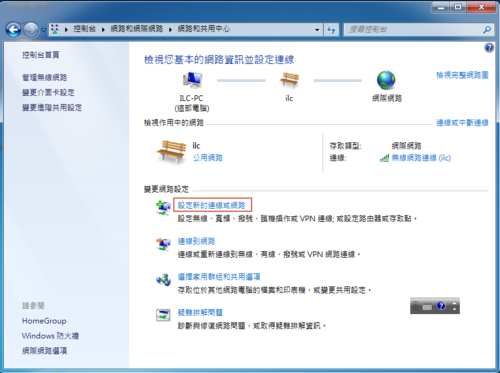 控制台 ▸ 網路和網際網路 ▸ 網路和共用中心
搜尋控制台
控制台首頁
管理無線網路
變更介面卡設定
變更進階共用設定
檢視您基本的網路資訊並設定連線
ILC-PC
(這部電腦)
ilc
網際網路
檢視完整網路圖
檢視作用中的網路
連線或中斷連線
ilc
公用網路
存取類型: 網際網路
連線: 無線網路連線 (ilc)
變更網路設定
設定新的連線或網路
設定無線、寬頻、撥號、臨機操作或 VPN 連線; 或設定路由器或存取點。
連線到網路
連線或重新連線到無線、有線、撥號或 VPN 網路連線。
選擇家用群組和共用選項
存取位於其他網路電腦的檔案和印表機、或變更共用設定。
疑難排解問題
診斷與修復網路問題，或取得疑難排解資訊。
請參閱
HomeGroup
Windows 防火牆
網際網路選項